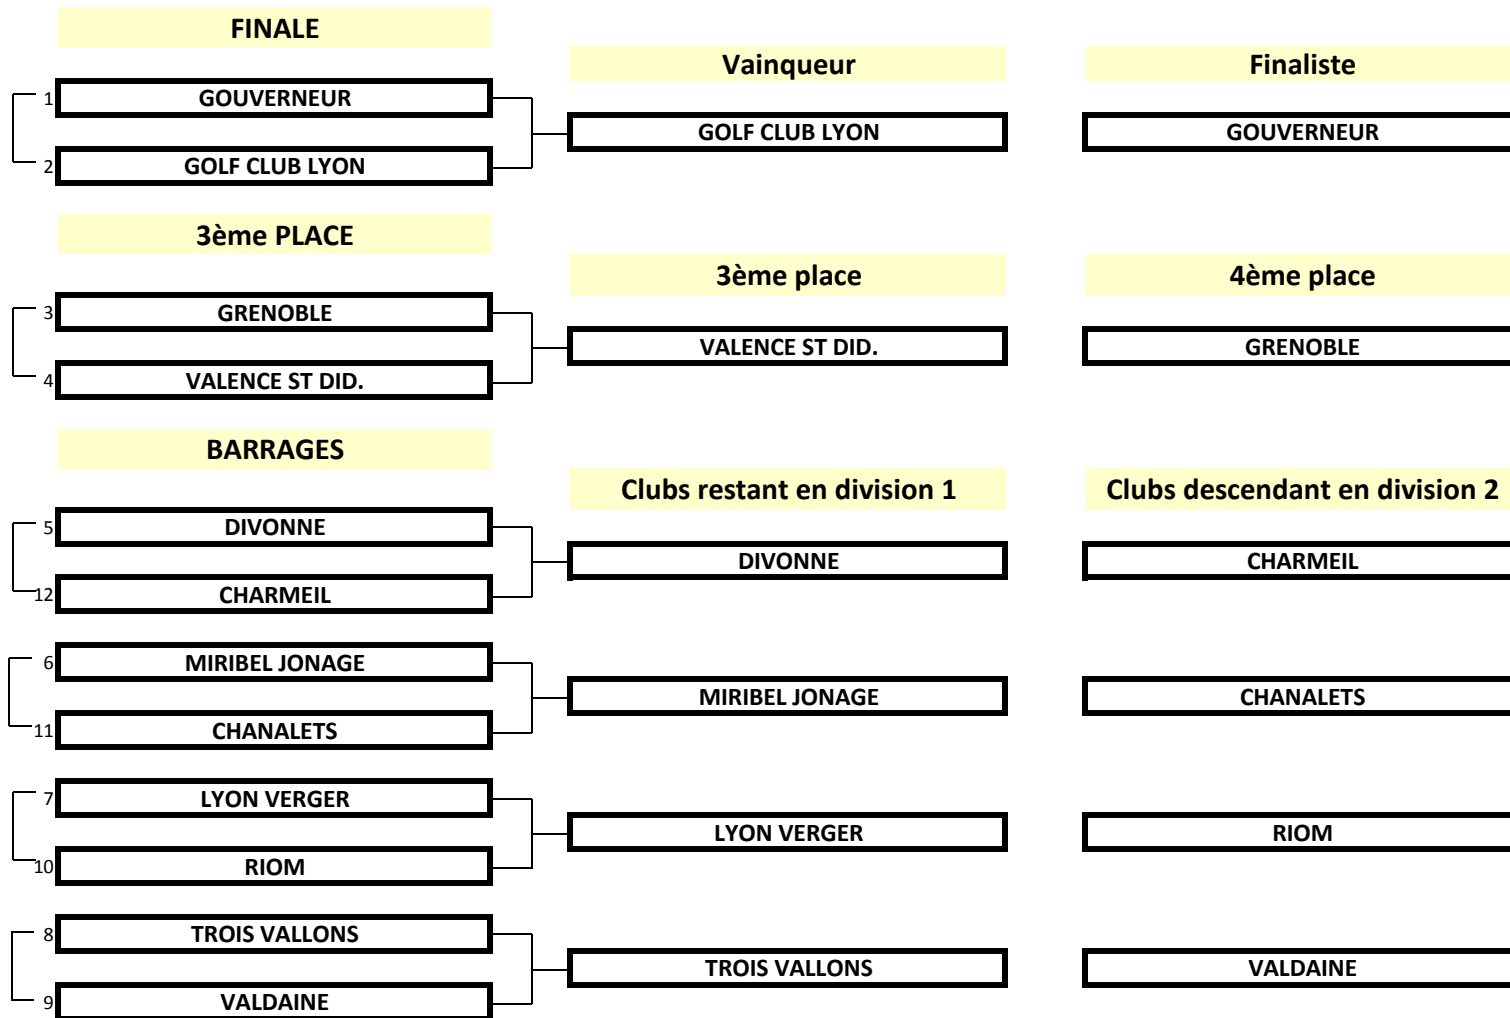 FINALE
Vainqueur
Finaliste
1 GOUVERNEUR
GOLF CLUB LYON
GOUVERNEUR
2 GOLF CLUB LYON
3ème PLACE
3ème place
4ème place
3 GRENOBLE
VALENCE ST DID.
GRENOBLE
4 VALENCE ST DID.
BARRAGES
Clubs restant en division 1
Clubs descendant en division 2
5 DIVONNE
DIVONNE
CHARMEIL
12 CHARMEIL
6 MIRIBEL JONAGE
MIRIBEL JONAGE
CHANALETS
11 CHANALETS
7 LYON VERGER
LYON VERGER
RIOM
10 RIOM
8 TROIS VALLONS
TROIS VALLONS
VALDAINE
9 VALDAINE